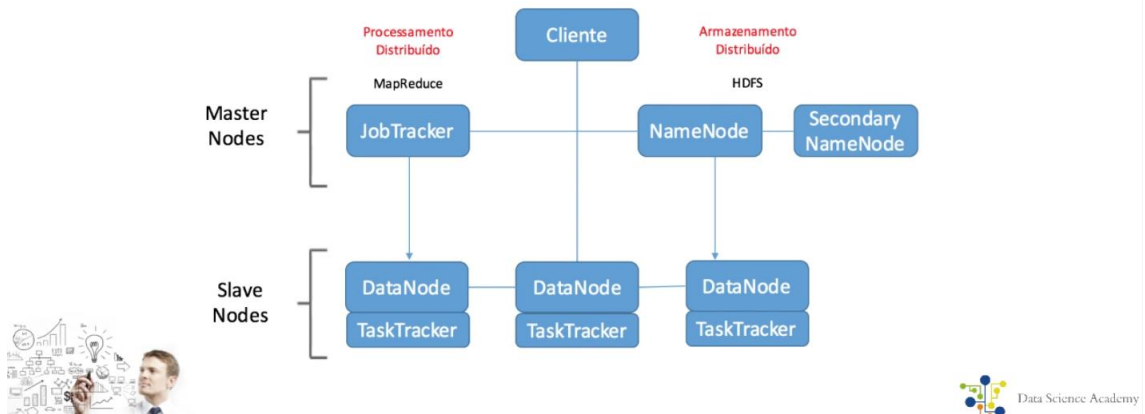 Processamento
Distribuído
Cliente
Armazenamento
Distribuído
MapReduce
HDFS
Master
Nodes
JobTracker
NameNode
Secondary
NameNode
Slave
Nodes
DataNode
DataNode
DataNode
TaskTracker
TaskTracker
TaskTracker
$
Data Science Academy